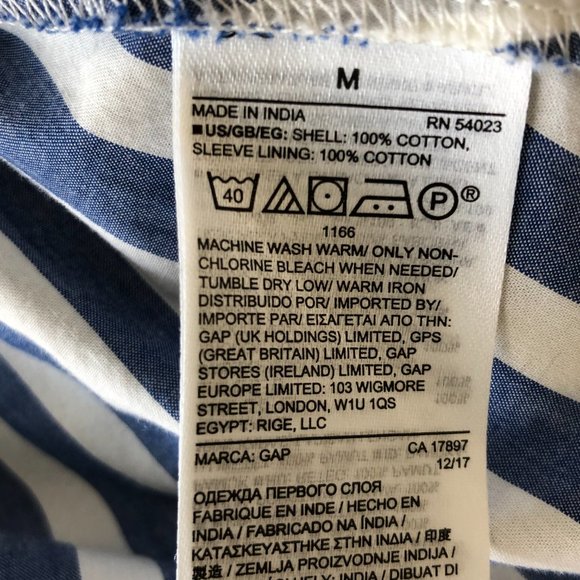 M
MADE IN INDIA RN 54023
■US/GB/EG: SHELL: 100% COTTON,
SLEEVE LINING: 100% COTTON
40 P®
1166
MACHINE WASH WARM/ ONLY NON-
CHLORINE BLEACH WHEN NEEDED/
TUMBLE DRY LOW/ WARM IRON
DISTRIBUIDO POR/ IMPORTED BY/
IMPORTE PAR/ ΕΙΣΑΓΕΤΑΙ ΑΠΟ ΤΗΝ:
GAP (UK HOLDINGS) LIMITED, GPS
(GREAT BRITAIN) LIMITED, GAP
STORES (IRELAND) LIMITED, GAP
EUROPE LIMITED: 103 WIGMORE
STREET, LONDON, W1U 1QS
EGYPT: RIGE, LLC
MARCA: GAP CA 17897
12/17
ОДЕЖДА ПЕРВОГО СЛОЯ
FABRIQUE EN INDE / HECHO EN
INDIA / FABRICADO NA ÍNDIA /
ΚΑΤΑΣΚΕΥΑΣΤΗΚΕ ΣΤΗΝ ΙΝΔΙΑ / 印度
製造 / ZEMLJA PROIZVODNJE INDIJA /
INDIA / DIBUAT DI